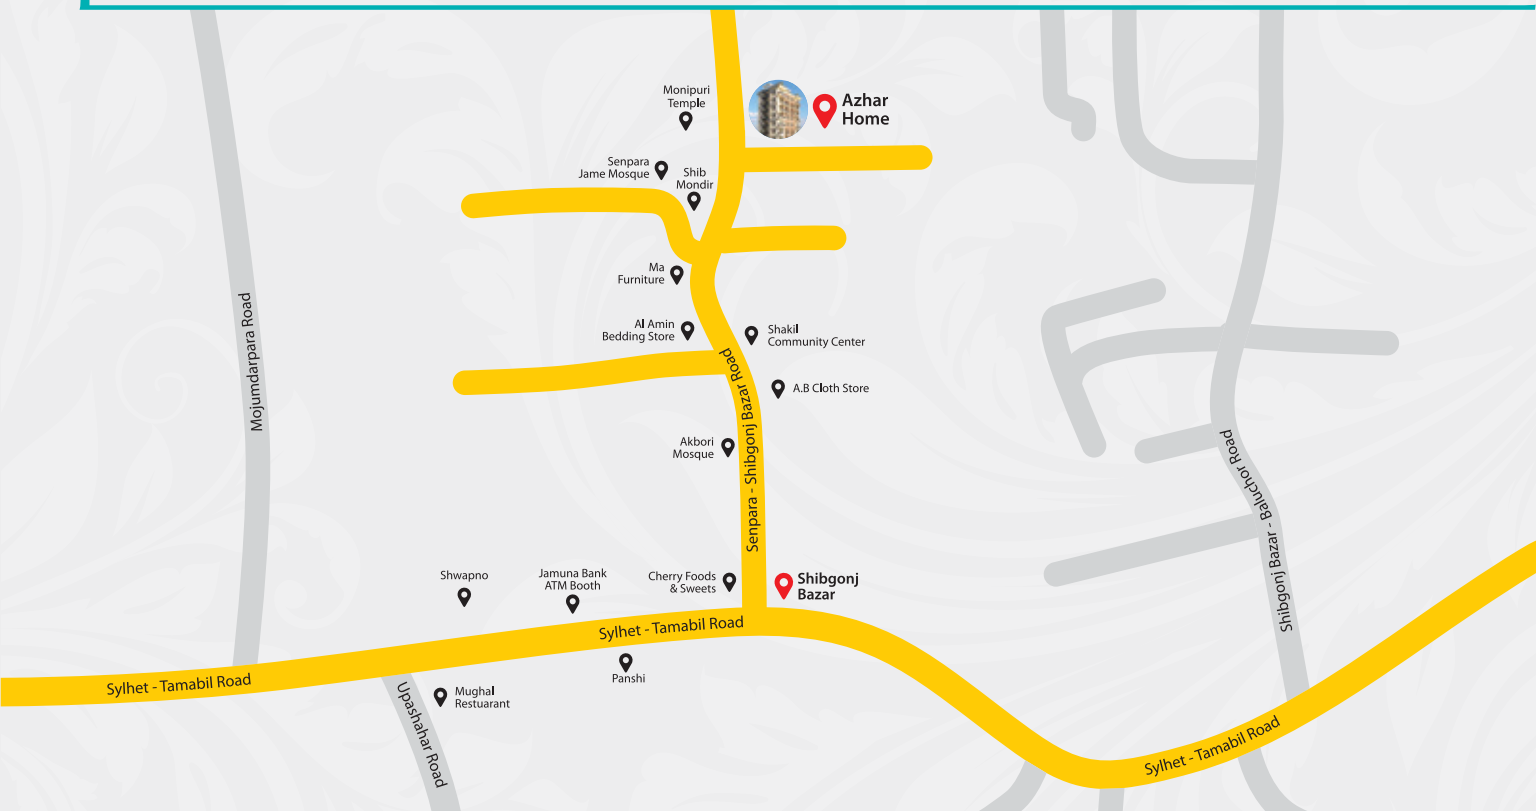 Monipuri
Temple
Azhar
Home
Senpara
Jame Mosque
Shib
Mondir
Ma
Furniture
Al Amin
Bedding Store
Shakil
Community Center
A.B Cloth Store
Akbori
Mosque
Mojumdarpara Road
Senpara - Shibgonj Bazar Road
Shibgonj Bazar - Baluchor Road
Shwapno
Jamuna Bank
ATM Booth
Cherry Foods
& Sweets
Shibgonj
Bazar
Sylhet - Tamabil Road
Panshi
Sylhet - Tamabil Road
Mughal
Restuarant
Upashahar Road
Sylhet - Tamabil Road